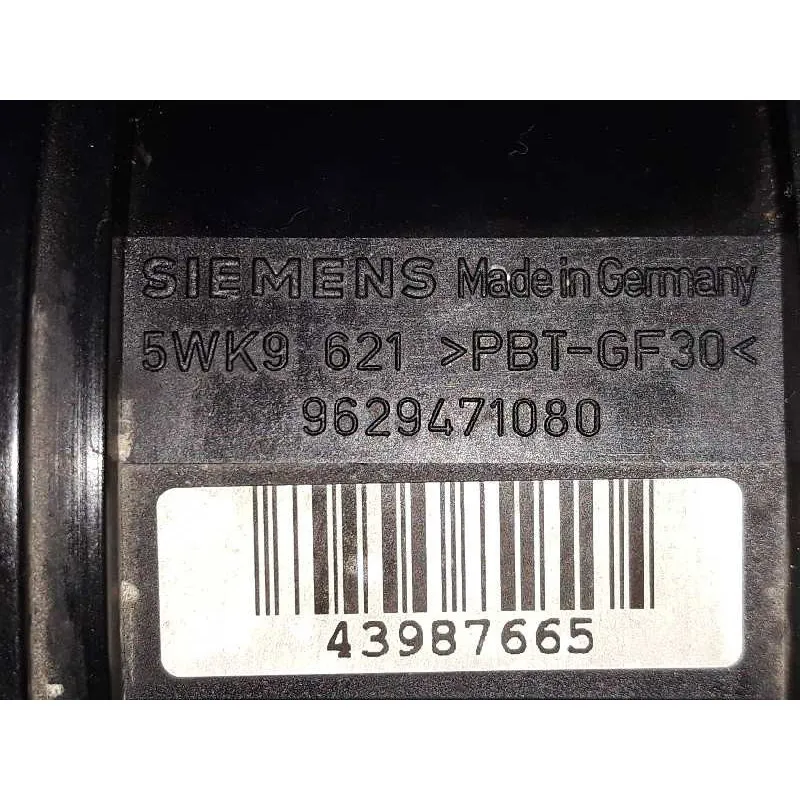 SIEMENS Made in Germany
5WK9 621 >PBT-GF30<
9629471080
43987665